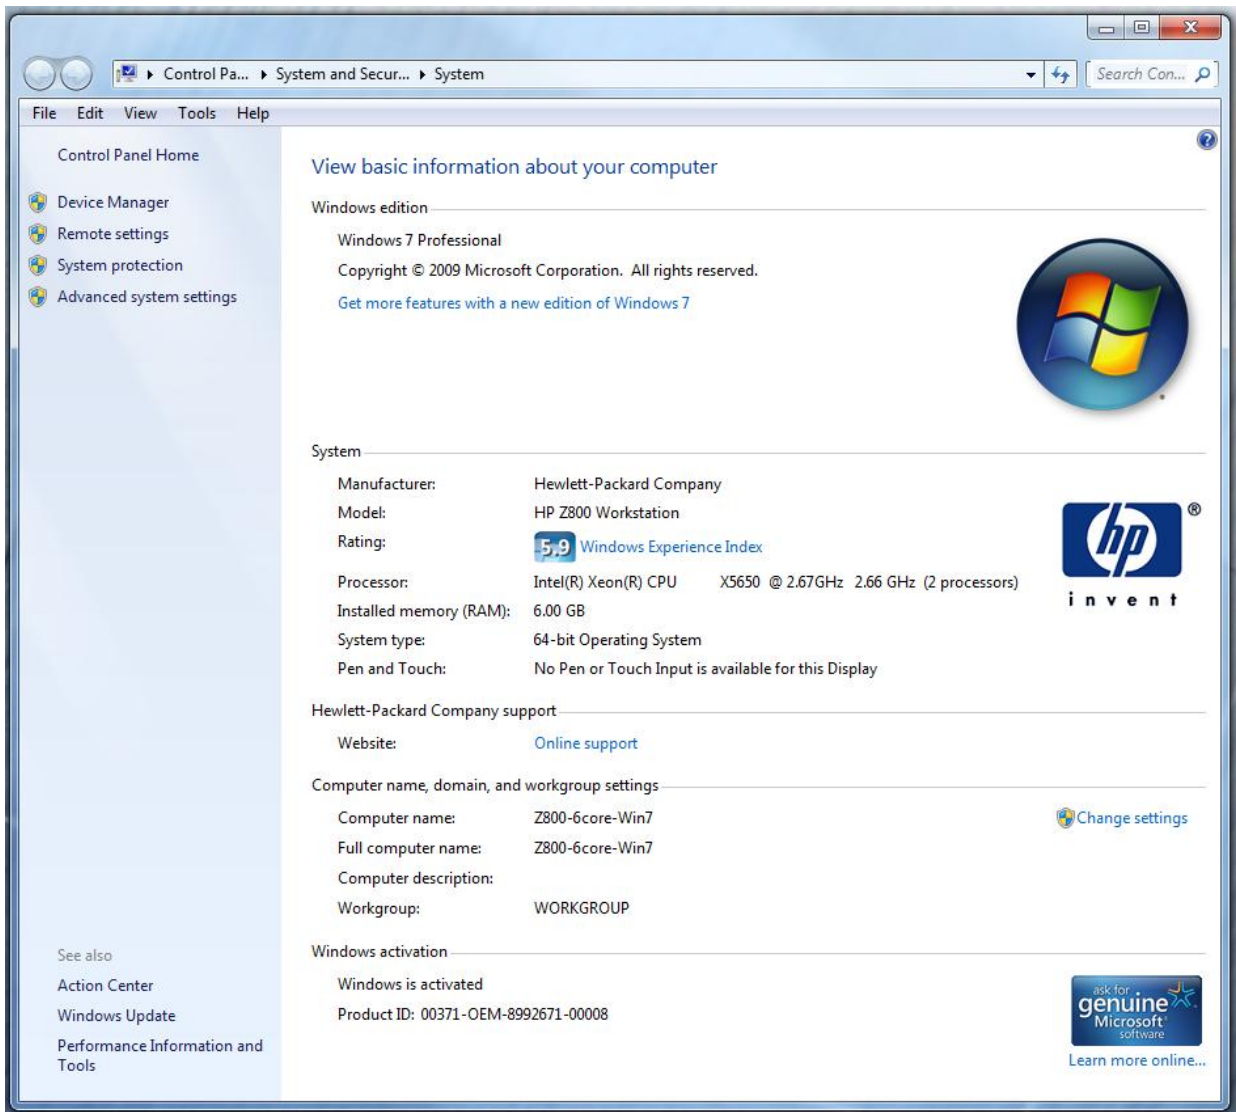 Control Pa... System and Secur... System
Search Con...
File Edit View Tools Help
Control Panel Home
Device Manager
Remote settings
System protection
Advanced system settings
View basic information about your computer
Windows edition
Windows 7 Professional
Copyright © 2009 Microsoft Corporation. All rights reserved.
Get more features with a new edition of Windows 7
System
Manufacturer: Hewlett-Packard Company
Model: HP Z800 Workstation
Rating: 5.9 Windows Experience Index
Processor: Intel(R) Xeon(R) CPU X5650 @ 2.67GHz 2.66 GHz (2 processors)
Installed memory (RAM): 6.00 GB
System type: 64-bit Operating System
Pen and Touch: No Pen or Touch Input is available for this Display
hp ®
invent
Hewlett-Packard Company support
Website: Online support
Computer name, domain, and workgroup settings
Computer name: Z800-6core-Win7
Change settings
Full computer name: Z800-6core-Win7
Computer description:
Workgroup: WORKGROUP
Windows activation
Windows is activated
Product ID: 00371-OEM-8992671-00008
ask for
genuine
Microsoft
software
Learn more online...
See also
Action Center
Windows Update
Performance Information and
Tools